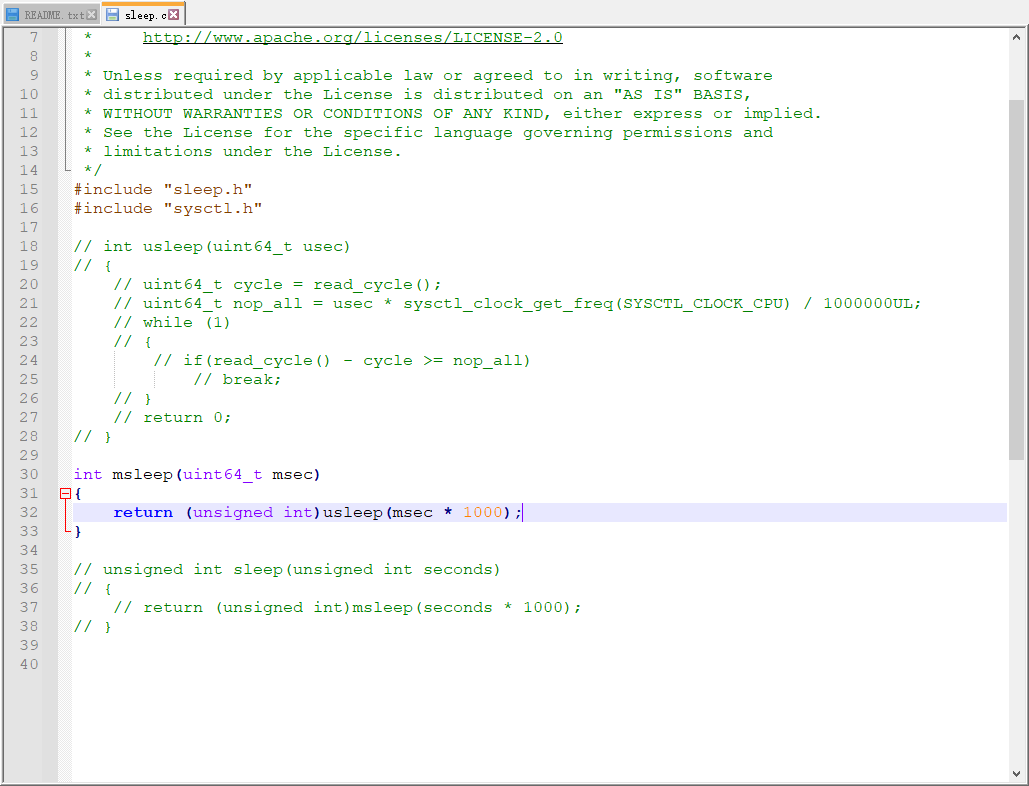 README.txt sleep.c
7 * http://www.apache.org/licenses/LICENSE-2.0
8 *
9 * Unless required by applicable law or agreed to in writing, software
10 * distributed under the License is distributed on an "AS IS" BASIS,
11 * WITHOUT WARRANTIES OR CONDITIONS OF ANY KIND, either express or implied.
12 * See the License for the specific language governing permissions and
13 * limitations under the License.
14 */
15 #include "sleep.h"
16 #include "sysctl.h"
17
18 // int usleep(uint64_t usec)
19 // {
20 // uint64_t cycle = read_cycle();
21 // uint64_t nop_all = usec * sysctl_clock_get_freq(SYSCTL_CLOCK_CPU) / 1000000UL;
22 // while (1)
23 // {
24 // if(read_cycle() - cycle >= nop_all)
25 // break;
26 // }
27 // return 0;
28 // }
29
30 int msleep(uint64_t msec)
31 {
32 return (unsigned int)usleep(msec * 1000);
33 }
34
35 // unsigned int sleep(unsigned int seconds)
36 // {
37 // return (unsigned int)msleep(seconds * 1000);
38 // }
39
40